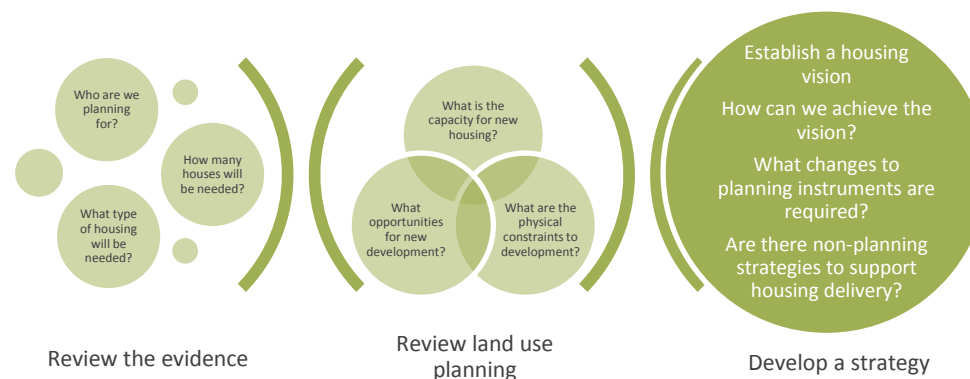 Who are we
planning
for?
How many
houses will
be needed?
What type
of housing
will be
needed?
Review the evidence
What is the
capacity for new
housing?
What
opportunities
for new
development?
What are the
physical
constraints to
development?
Review land use
planning
Establish a housing
vision
How can we achieve the
vision?
What changes to
planning instruments are
required?
Are there non-planning
strategies to support
housing delivery?
Develop a strategy